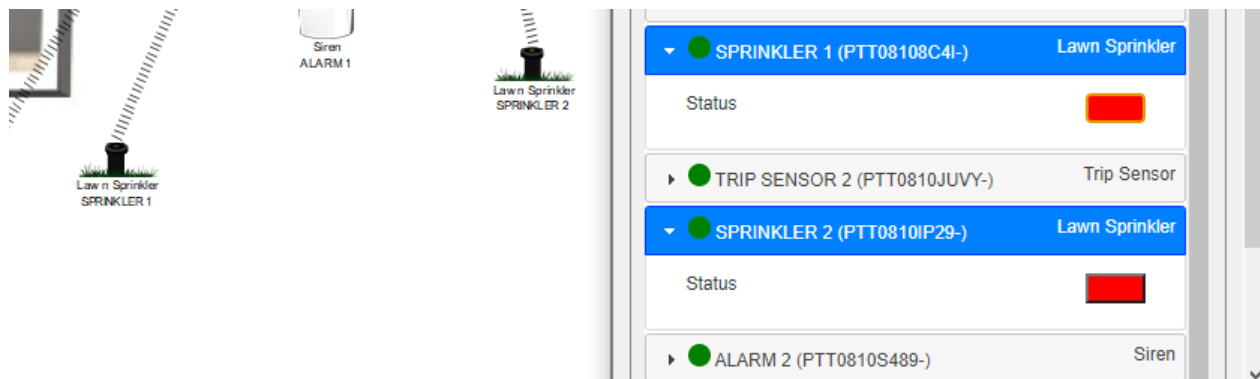 Siren
ALARM 1
Lawn Sprinkler
SPRINKLER 2
Lawn Sprinkler
SPRINKLER 1
SPRINKLER 1 (PTT08108C4I-) Lawn Sprinkler
Status
TRIP SENSOR 2 (PTT0810JUVY-) Trip Sensor
SPRINKLER 2 (PTT0810IP29-) Lawn Sprinkler
Status
ALARM 2 (PTT0810S489-) Siren